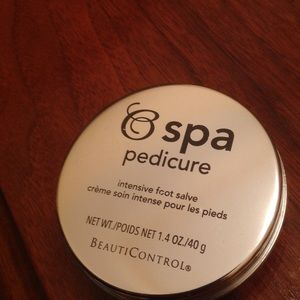 spa
pedicure
intensive foot salve
crème soin intense pour les pieds
NET WT./POIDS NET 1.4 OZ./40 g
BEAUTICONTROL®